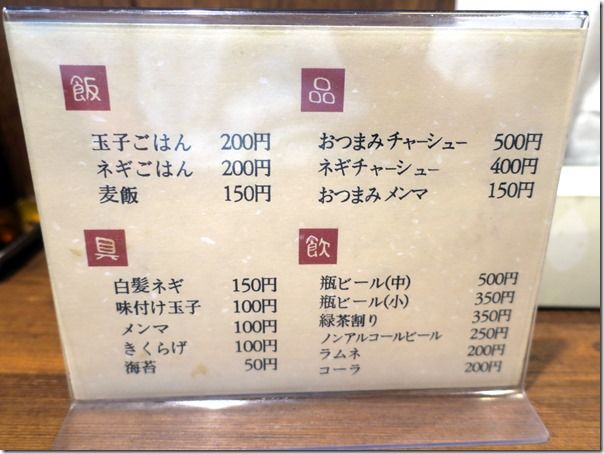 飯
玉子ごはん 200円
ネギごはん 200円
麦飯 150円
品
おつまみチャーシュー 500円
ネギチャーシュー 400円
おつまみメンマ 150円
具
白髪ネギ 150円
味付け玉子 100円
メンマ 100円
きくらげ 100円
海苔 50円
飲
瓶ビール(中) 500円
瓶ビール(小) 350円
緑茶割り 350円
ノンアルコールビール 250円
ラムネ 200円
コーラ 200円